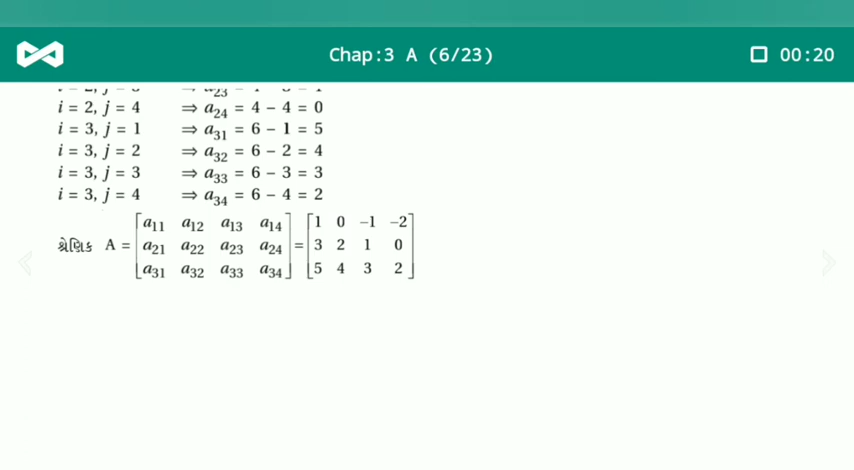 Chap:3 A (6/23)
00:20
i = 2, j = 4 ⇒ a₂₄ = 4 – 4 = 0
i = 3, j = 1 ⇒ a₃₁ = 6 – 1 = 5
i = 3, j = 2 ⇒ a₃₂ = 6 – 2 = 4
i = 3, j = 3 ⇒ a₃₃ = 6 – 3 = 3
i = 3, j = 4 ⇒ a₃₄ = 6 – 4 = 2
a₁₁ a₁₂ a₁₃ a₁₄ 1 0 –1 –2
શ્રેણિક A = a₂₁ a₂₂ a₂₃ a₂₄ = 3 2 1 0
a₃₁ a₃₂ a₃₃ a₃₄ 5 4 3 2